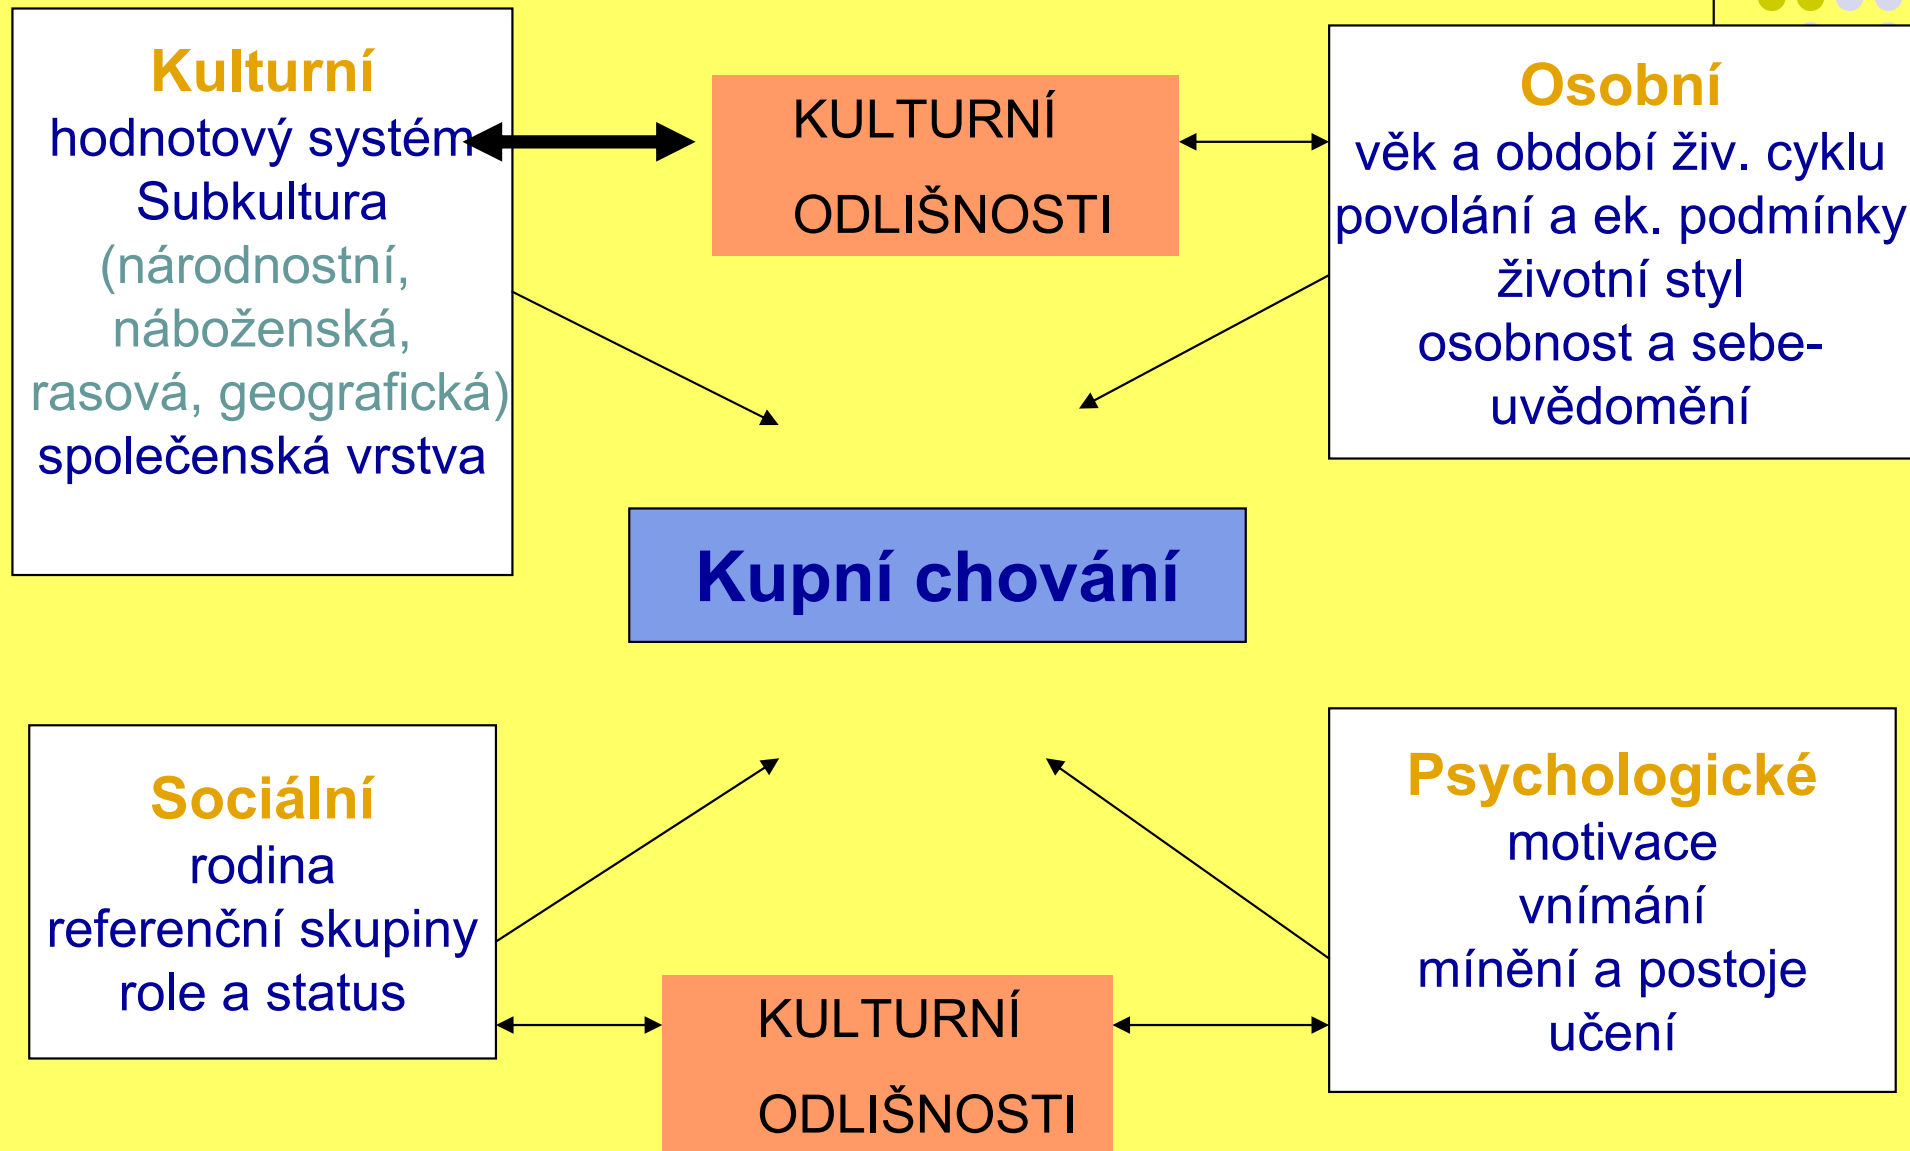 Kulturní
hodnotový systém
Subkultura
(národnostní,
náboženská,
rasová, geografická)
společenská vrstva
KULTURNÍ
ODLIŠNOSTI
Osobní
věk a období živ. cyklu
povolání a ek. podmínky
životní styl
osobnost a sebe-
uvědomění
Kupní chování
Sociální
rodina
referenční skupiny
role a status
KULTURNÍ
ODLIŠNOSTI
Psychologické
motivace
vnímání
mínění a postoje
učení